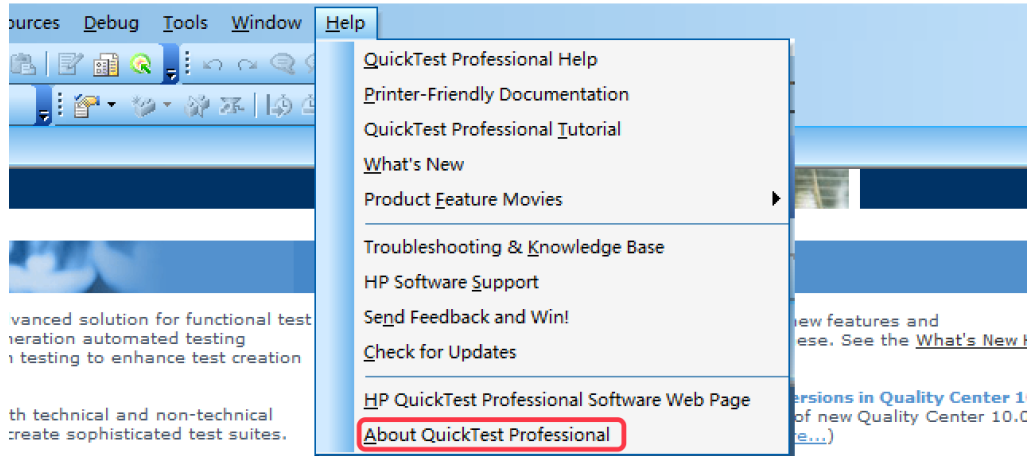 Debug Tools Window Help
QuickTest Professional Help
Printer-Friendly Documentation
QuickTest Professional Tutorial
What's New
Product Feature Movies
Troubleshooting & Knowledge Base
HP Software Support
Send Feedback and Win!
Check for Updates
HP QuickTest Professional Software Web Page
About QuickTest Professional
vanced solution for functional test
neration automated testing
n testing to enhance test creation
th technical and non-technical
create sophisticated test suites.
ew features and
ese. See the What's New
ersions in Quality Center 1
of new Quality Center 10.0
e...)